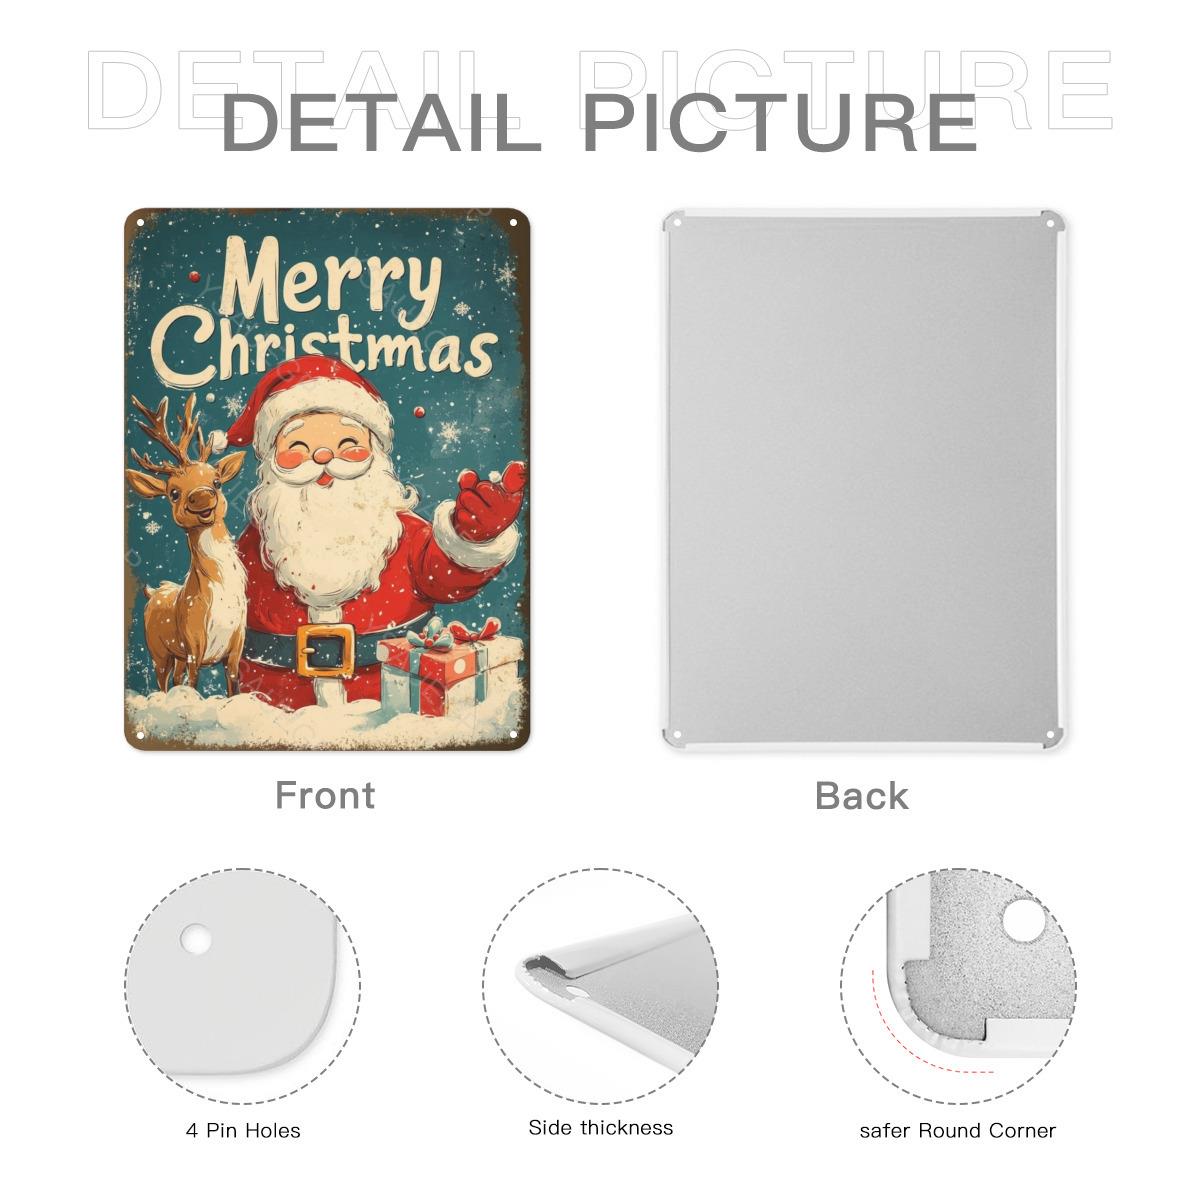 DETAIL PICTURE
DETAIL PICTURE
Merry
Christmas
Front
Back
4 Pin Holes
Side thickness
safer Round Corner